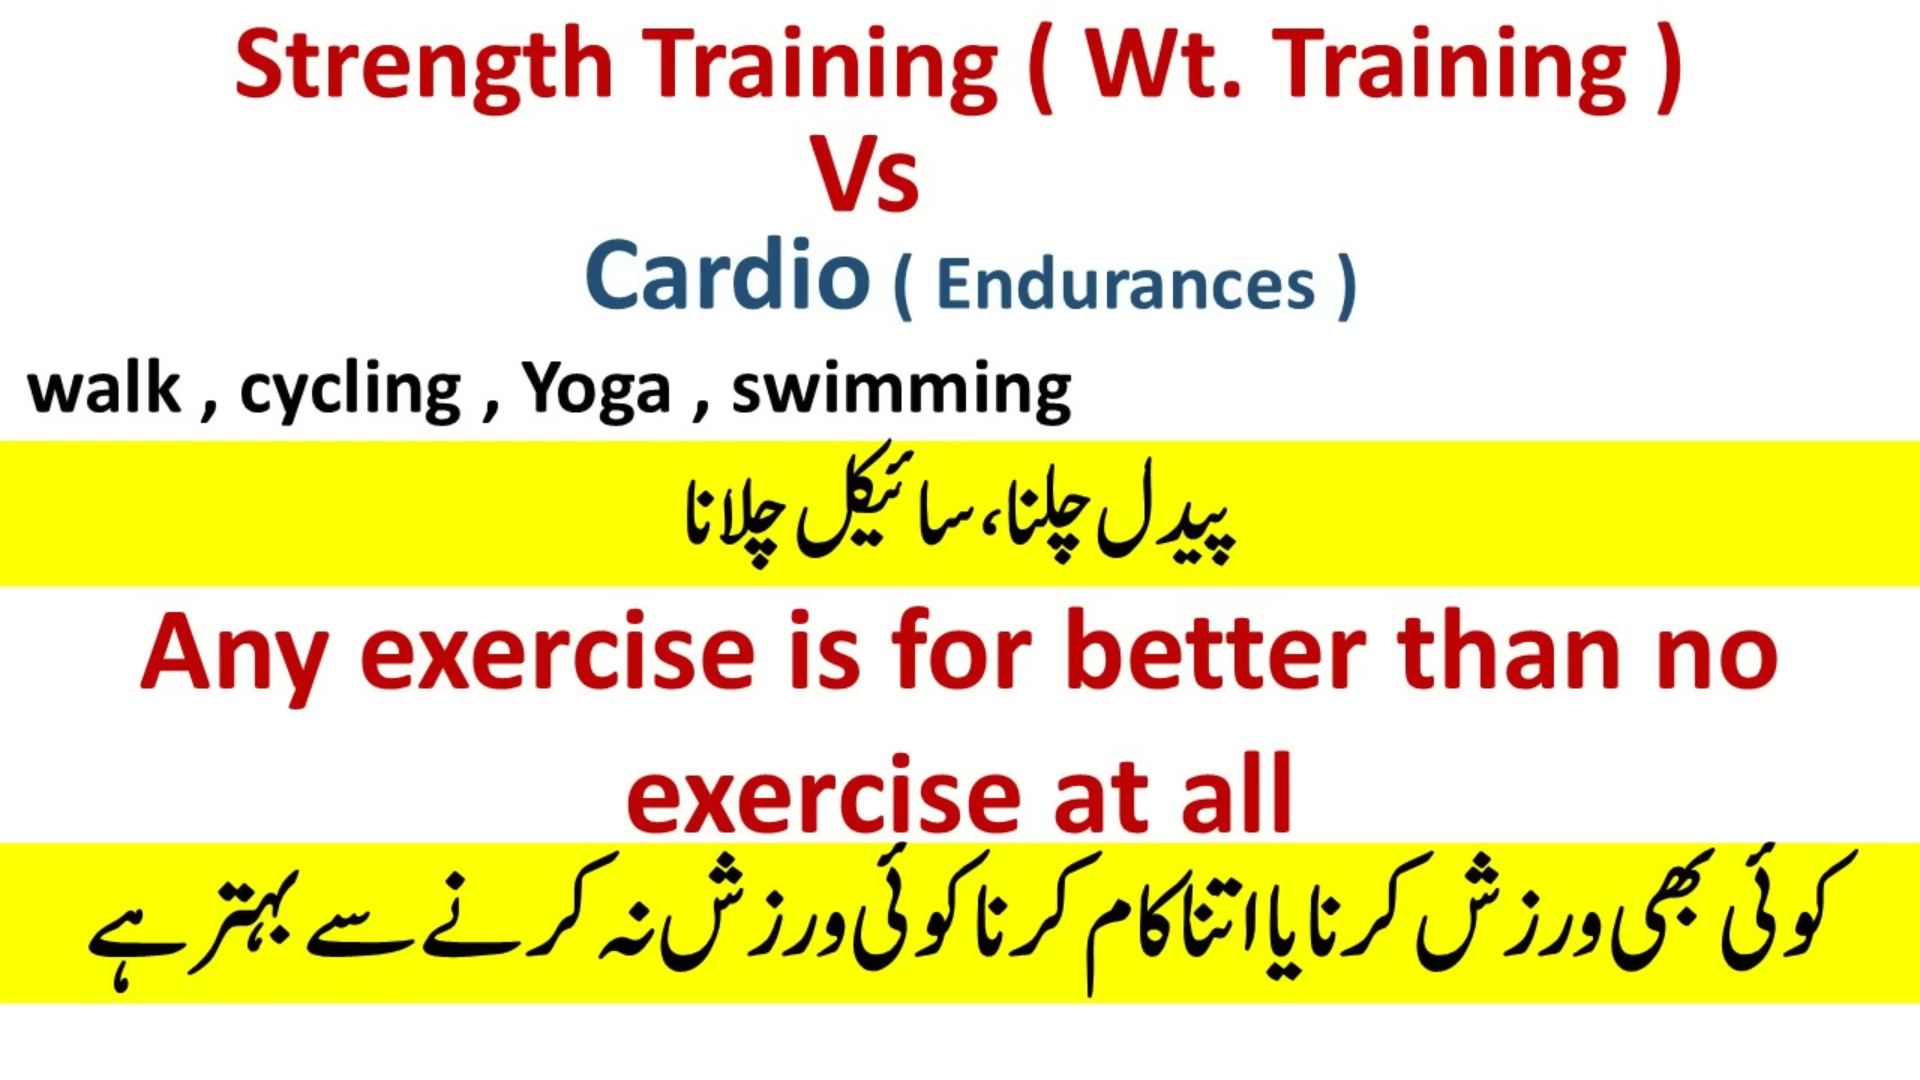 Strength Training ( Wt. Training )
Vs
Cardio ( Endurances )
walk , cycling , Yoga , swimming
پیدل چلنا، سائیکل چلانا
Any exercise is for better than no
exercise at all
کوئی بھی ورزش کرنا یا اتنا کام کرنا کوئی ورزش نہ کرنے سے بہتر ہے